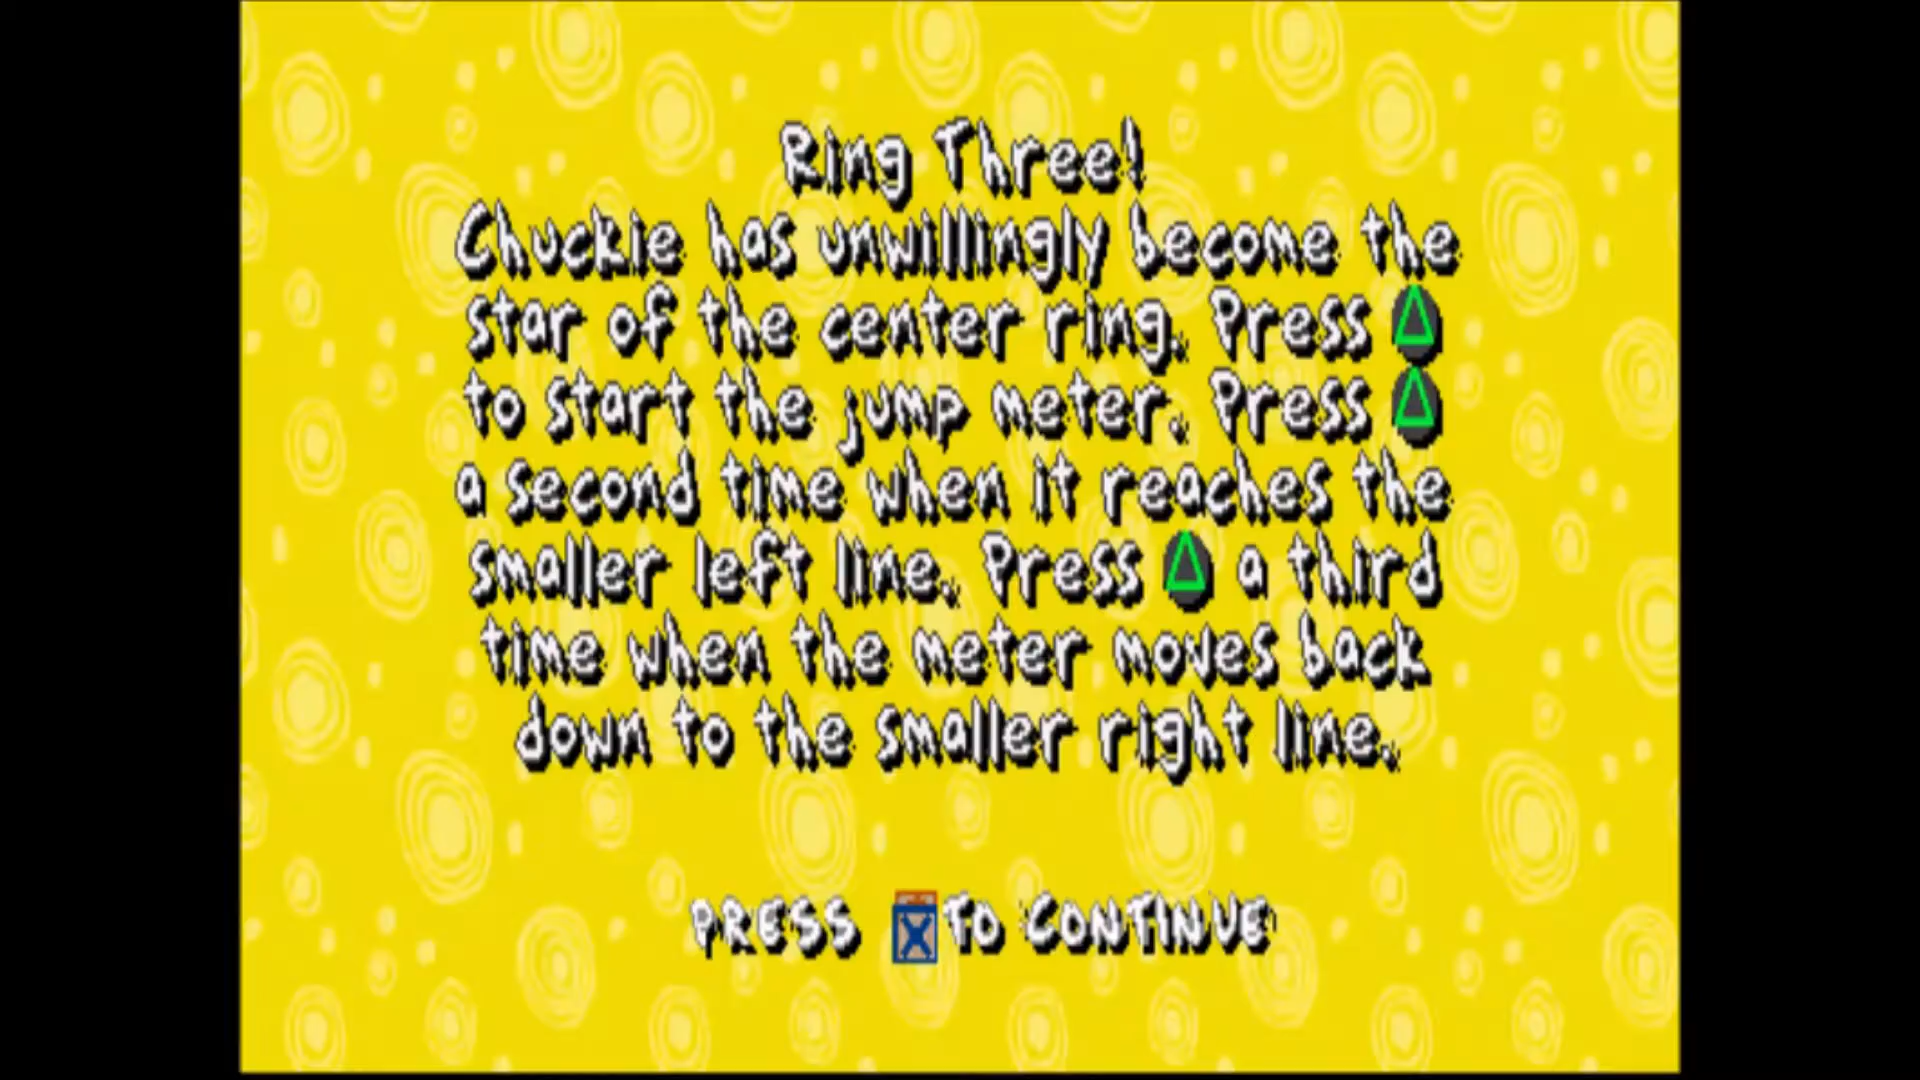 Ring Three!
Chuckie has unwillingly become the
star of the center ring. Press △
to start the jump meter. Press △
a second time when it reaches the
smaller left line. Press △ a third
time when the meter moves back
down to the smaller right line.
PRESS X TO CONTINUE